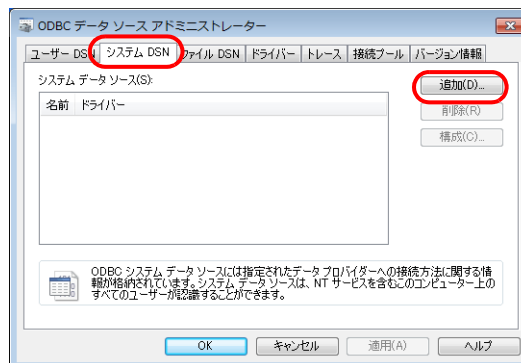 ODBC データ ソース アドミニストレーター
ユーザー DSN システム DSN ファイル DSN ドライバー トレース 接続プール バージョン情報
システム データ ソース(S):
追加(D)...
名前 ドライバー
削除(R)
構成(C)...
ODBC システム データ ソースには指定されたデータ プロバイダーへの接続方法に関する情
報が格納されています。システム データ ソースは、NT サービスを含むこのコンピューター上の
すべてのユーザーが認識することができます。
OK キャンセル 適用(A) ヘルプ